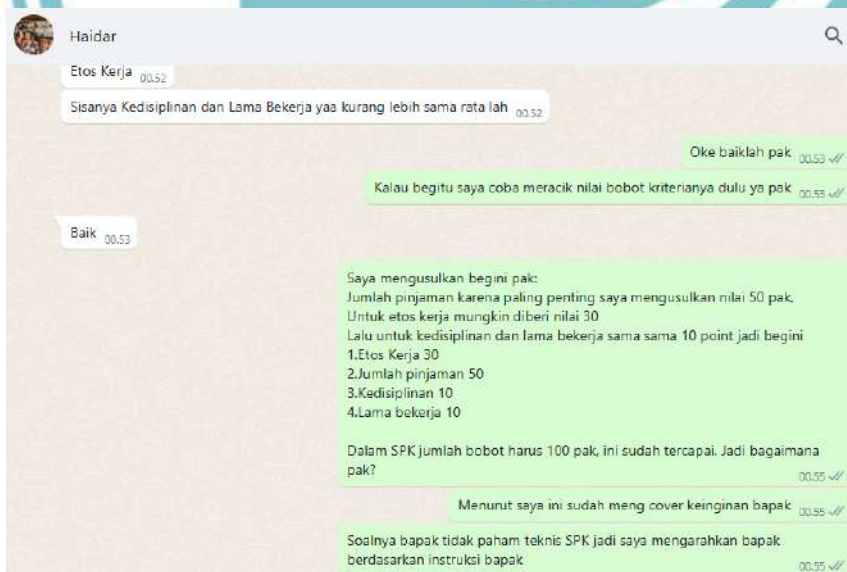 Haidar
Etos Kerja 00.52
Sisanya Kedisiplinan dan Lama Bekerja yaa kurang lebih sama rata lah 00.52
Oke baiklah pak 00.53
Kalau begitu saya coba meracik nilai bobot kriterianya dulu ya pak 00.53
Baik 00.53
Saya mengusulkan begini pak:
Jumlah pinjaman karena paling penting saya mengusulkan nilai 50 pak,
Untuk etos kerja mungkin diberi nilai 30
Lalu untuk kedisiplinan dan lama bekerja sama sama 10 point jadi begini
1.Etos Kerja 30
2.Jumlah pinjaman 50
3.Kedisiplinan 10
4.Lama bekerja 10
Dalam SPK jumlah bobot harus 100 pak, ini sudah tercapai. Jadi bagaimana
pak? 00.55
Menurut saya ini sudah meng cover keinginan bapak 00.55
Soalnya bapak tidak paham teknis SPK jadi saya mengarahkan bapak
berdasarkan instruksi bapak 00.55